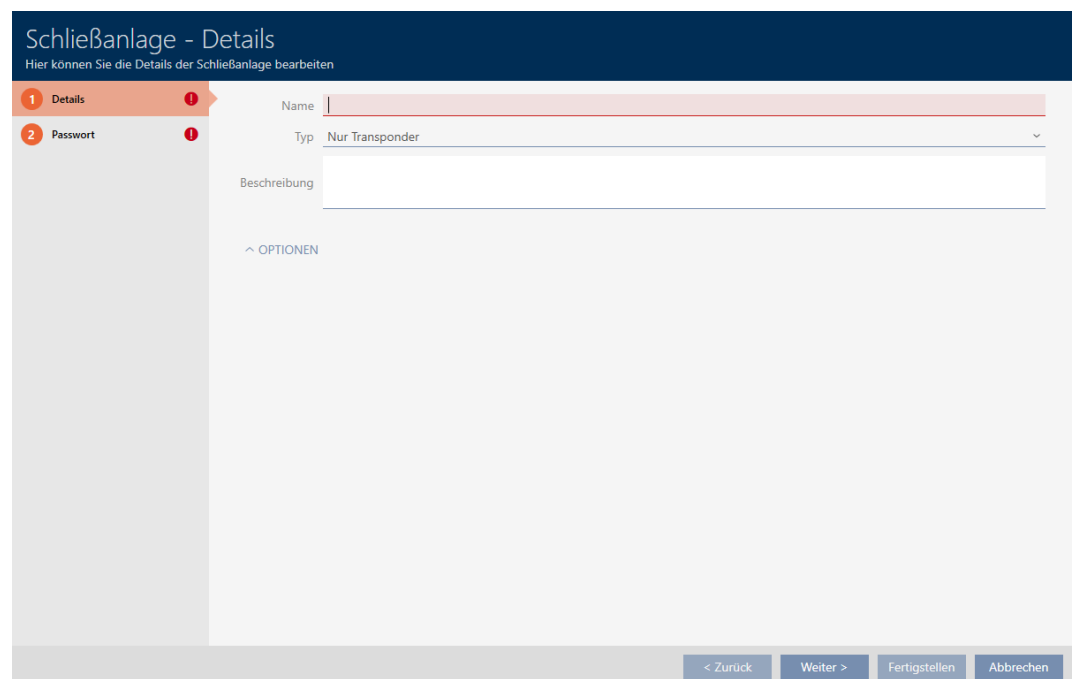 Schließanlage - Details
Hier können Sie die Details der Schließanlage bearbeiten
1 Details !
2 Passwort !
Name
Typ Nur Transponder
Beschreibung
OPTIONEN
< Zurück Weiter > Fertigstellen Abbrechen